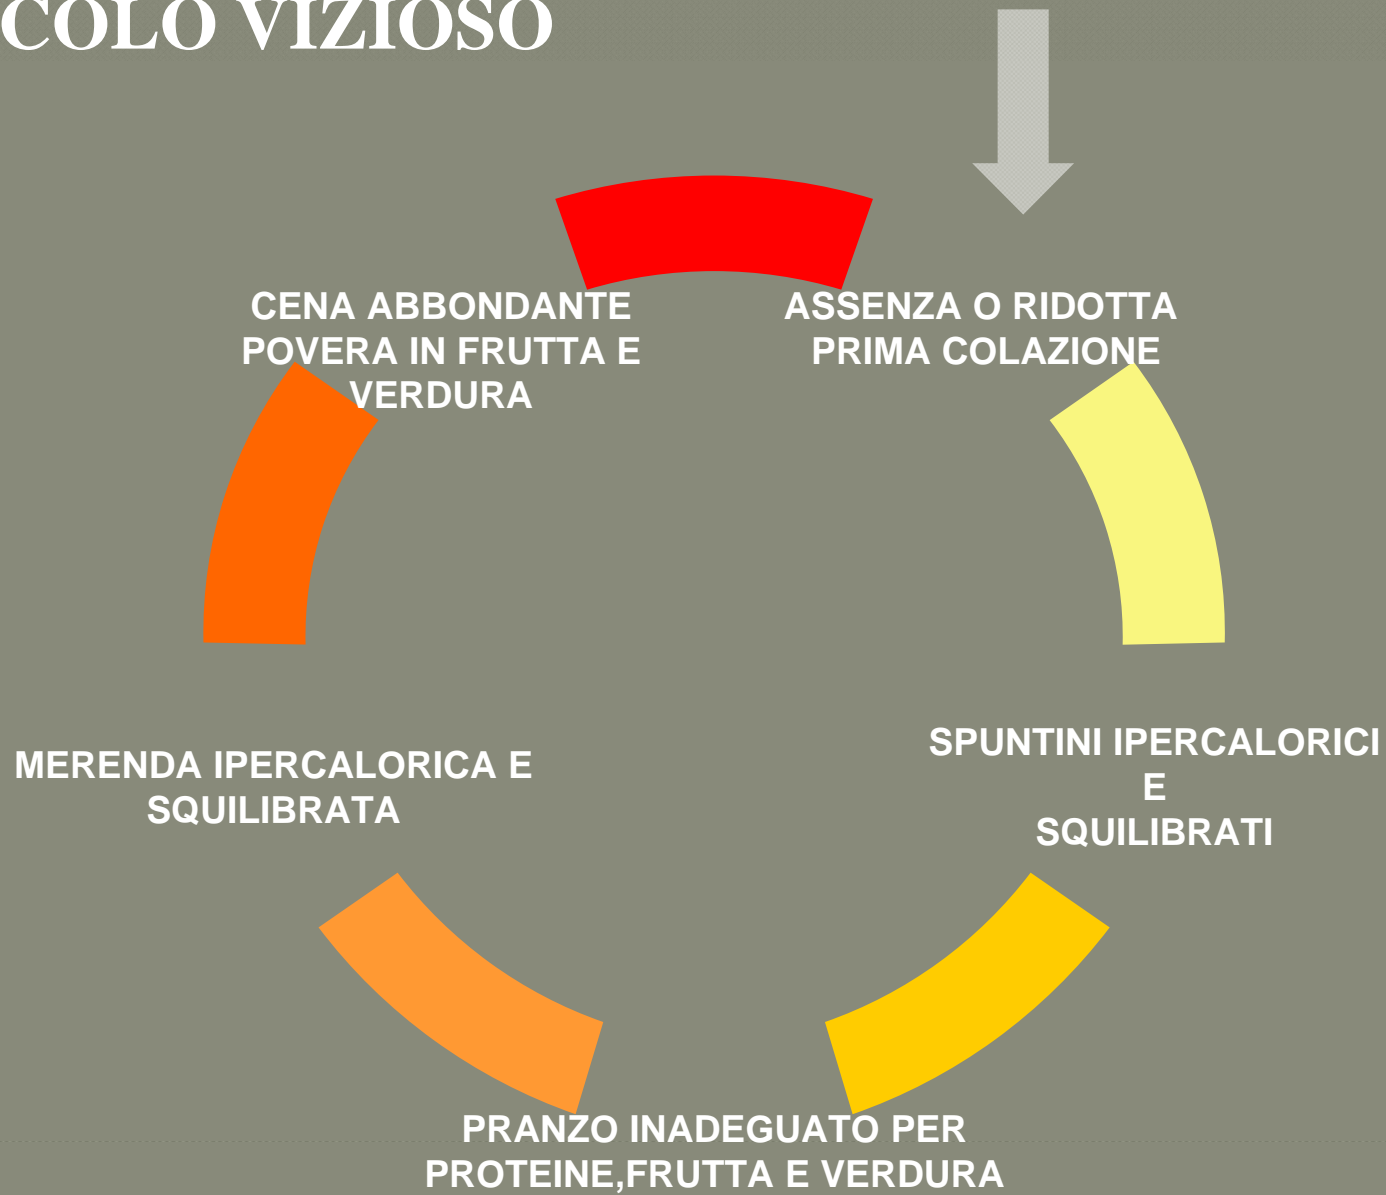 COLO VIZIOSO
CENA ABBONDANTE
POVERA IN FRUTTA E
VERDURA
ASSENZA O RIDOTTA
PRIMA COLAZIONE
SPUNTINI IPERCALORICI
E
SQUILIBRATI
MERENDA IPERCALORICA E
SQUILIBRATA
PRANZO INADEGUATO PER
PROTEINE,FRUTTA E VERDURA